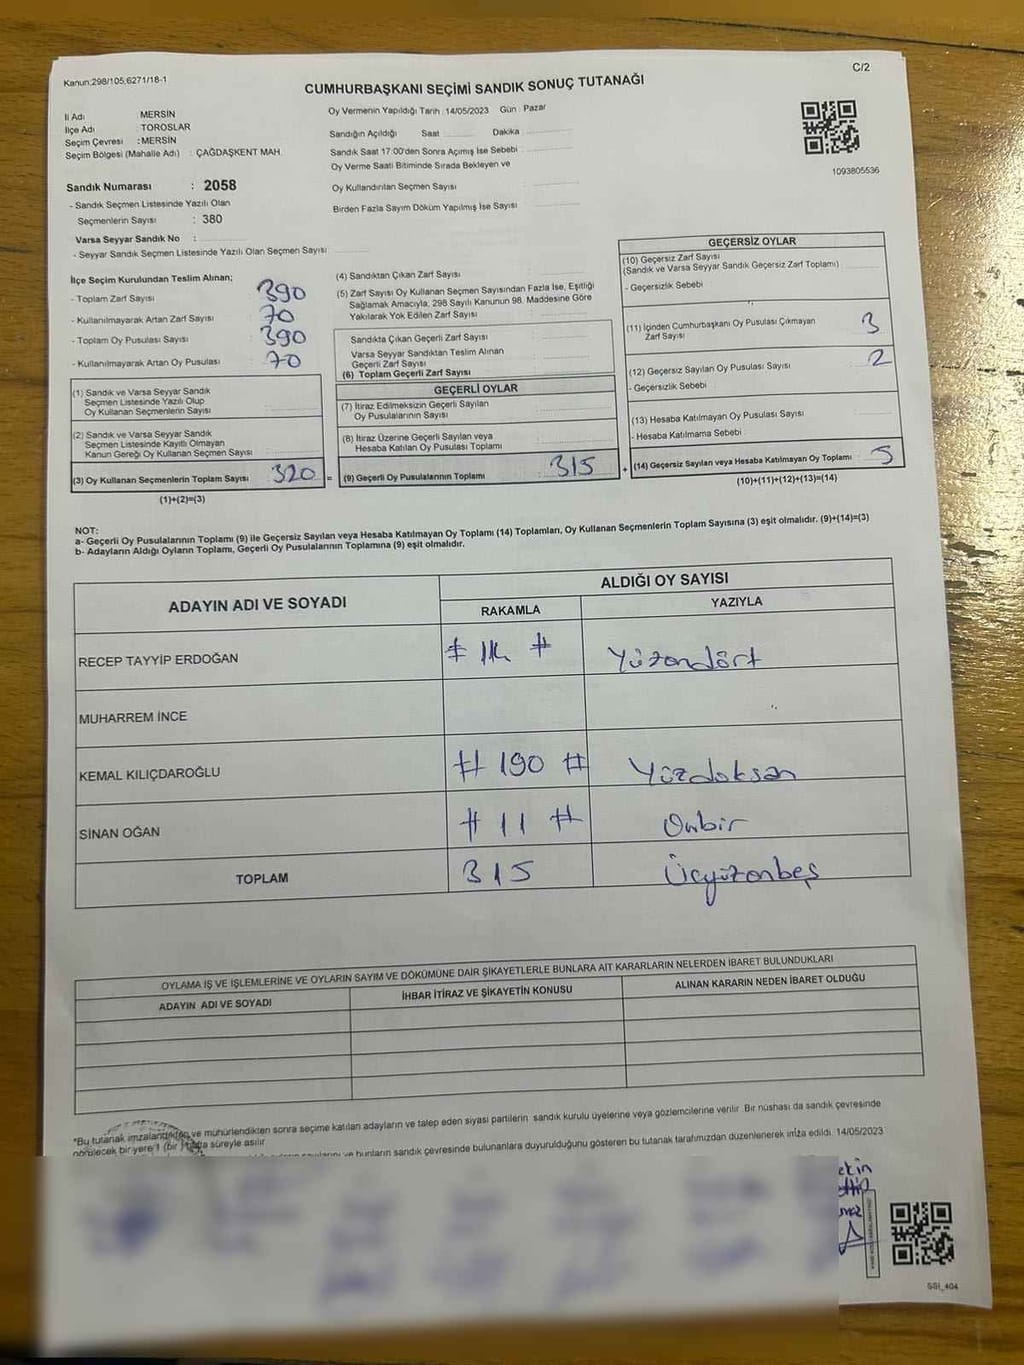 Kanun:298/105,6271/18-1
C/2
CUMHURBAŞKANI SEÇİMİ SANDIK SONUÇ TUTANAĞI
İl Adı MERSİN
İlçe Adı : TOROSLAR
Seçim Çevresi : MERSİN
Seçim Bölgesi (Mahalle Adı) : ÇAĞDAŞKENT MAH.
Oy Vermenin Yapıldığı Tarih : 14/05/2023 Gün : Pazar
Sandığın Açıldığı Saat Dakika
Sandık Saat 17:00'den Sonra Açımış İse Sebebi
Oy Verme Saati Bitiminde Sırada Bekleyen ve
Oy Kullandırılan Seçmen Sayısı
Birden Fazla Sayım Döküm Yapılmış İse Sayısı
1093805536
Sandık Numarası : 2058
- Sandık Seçmen Listesinde Yazılı Olan
Seçmenlerin Sayısı : 380
Varsa Seyyar Sandık No :
- Seyyar Sandık Seçmen Listesinde Yazılı Olan Seçmen Sayısı
İlçe Seçim Kurulundan Teslim Alınan;
- Toplam Zarf Sayısı 390
- Kullanılmayarak Artan Zarf Sayısı 70
- Toplam Oy Pusulası Sayısı 390
- Kullanılmayarak Artan Oy Pusulası 70
(1) Sandık ve Varsa Seyyar Sandık
Seçmen Listesinde Yazılı Olup
Oy Kullanan Seçmenlerin Sayısı
(2) Sandık ve Varsa Seyyar Sandık
Seçmen Listesinde Kayıtlı Olmayan
Kanun Gereği Oy Kullanan Seçmen Sayısı
(3) Oy Kullanan Seçmenlerin Toplam Sayısı 320 =
(1)+(2)=(3)
(4) Sandıktan Çıkan Zarf Sayısı
(5) Zarf Sayısı Oy Kullanan Seçmen Sayısından Fazla İse, Eşitliği
Sağlamak Amacıyla, 298 Sayılı Kanunun 98. Maddesine Göre
Yakılarak Yok Edilen Zarf Sayısı
Sandıkta Çıkan Geçerli Zarf Sayısı
Varsa Seyyar Sandıktan Teslim Alınan
Geçerli Zarf Sayısı
(6) Toplam Geçerli Zarf Sayısı
GEÇERLİ OYLAR
(7) İtiraz Edilmeksizin Geçerli Sayılan
Oy Pusulalarının Sayısı
(8) İtiraz Üzerine Geçerli Sayılan veya
Hesaba Katılan Oy Pusulası Toplamı
(9) Geçerli Oy Pusulalarının Toplamı 315 +
GEÇERSİZ OYLAR
(10) Geçersiz Zarf Sayısı
(Sandık ve Varsa Seyyar Sandık Geçersiz Zarf Toplamı)
- Geçersizlik Sebebi
(11) İçinden Cumhurbaşkanı Oy Pusulası Çıkmayan
Zarf Sayısı 3
(12) Geçersiz Sayılan Oy Pusulası Sayısı 2
- Geçersizlik Sebebi
(13) Hesaba Katılmayan Oy Pusulası Sayısı
- Hesaba Katılmama Sebebi
(14) Geçersiz Sayılan veya Hesaba Katılmayan Oy Toplamı 5
(10)+(11)+(12)+(13)=(14)
NOT:
a- Geçerli Oy Pusulalarının Toplamı (9) ile Geçersiz Sayılan veya Hesaba Katılmayan Oy Toplamı (14) Toplamları, Oy Kullanan Seçmenlerin Toplam Sayısına (3) eşit olmalıdır. (9)+(14)=(3)
b- Adayların Aldığı Oyların Toplamı, Geçerli Oy Pusulalarının Toplamına (9) eşit olmalıdır.
ADAYIN ADI VE SOYADI ALDIĞI OY SAYISI
RAKAMLA YAZIYLA
RECEP TAYYİP ERDOĞAN # 114 # Yüzondört
MUHARREM İNCE
KEMAL KILIÇDAROĞLU # 190 # Yüzdoksan
SİNAN OĞAN # 11 # Onbir
TOPLAM 315 Üçyüzonbeş
OYLAMA İŞ VE İŞLEMLERİNE VE OYLARIN SAYIM VE DÖKÜMÜNE DAİR ŞİKAYETLERLE BUNLARA AİT KARARLARIN NELERDEN İBARET BULUNDUKLARI
ADAYIN ADI VE SOYADI İHBAR İTİRAZ VE ŞİKAYETİN KONUSU ALINAN KARARIN NEDEN İBARET OLDUĞU
*Bu tutanak imzalandıktan ve mühürlendikten sonra seçime katılan adayların ve talep eden siyasi partilerin sandık kurulu üyelerine veya gözlemcilerine verilir. Bir nüshası da sandık çevresinde
görülecek bir yere 1 (bir) hafta süreyle asılır.
ve bunların sandık çevresinde bulunanlara duyurulduğunu gösteren bu tutanak tarafımızdan düzenlenerek imza edildi. 14/05/2023
SSI_404